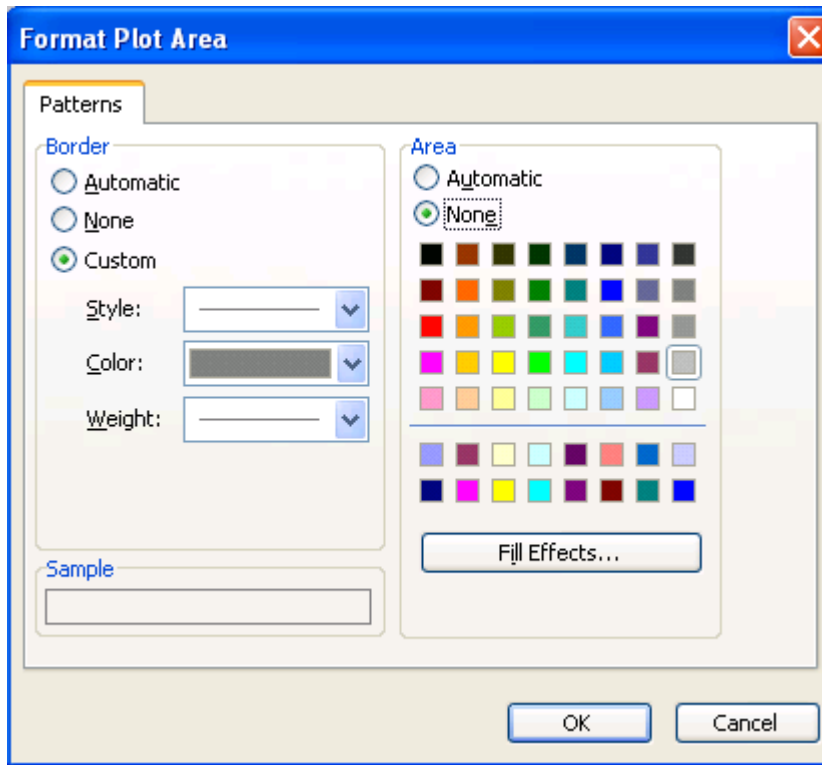 Format Plot Area
Patterns
Border
Automatic
None
Custom
Style:
Color:
Weight:
Sample
Area
Automatic
None
Fill Effects...
OK
Cancel